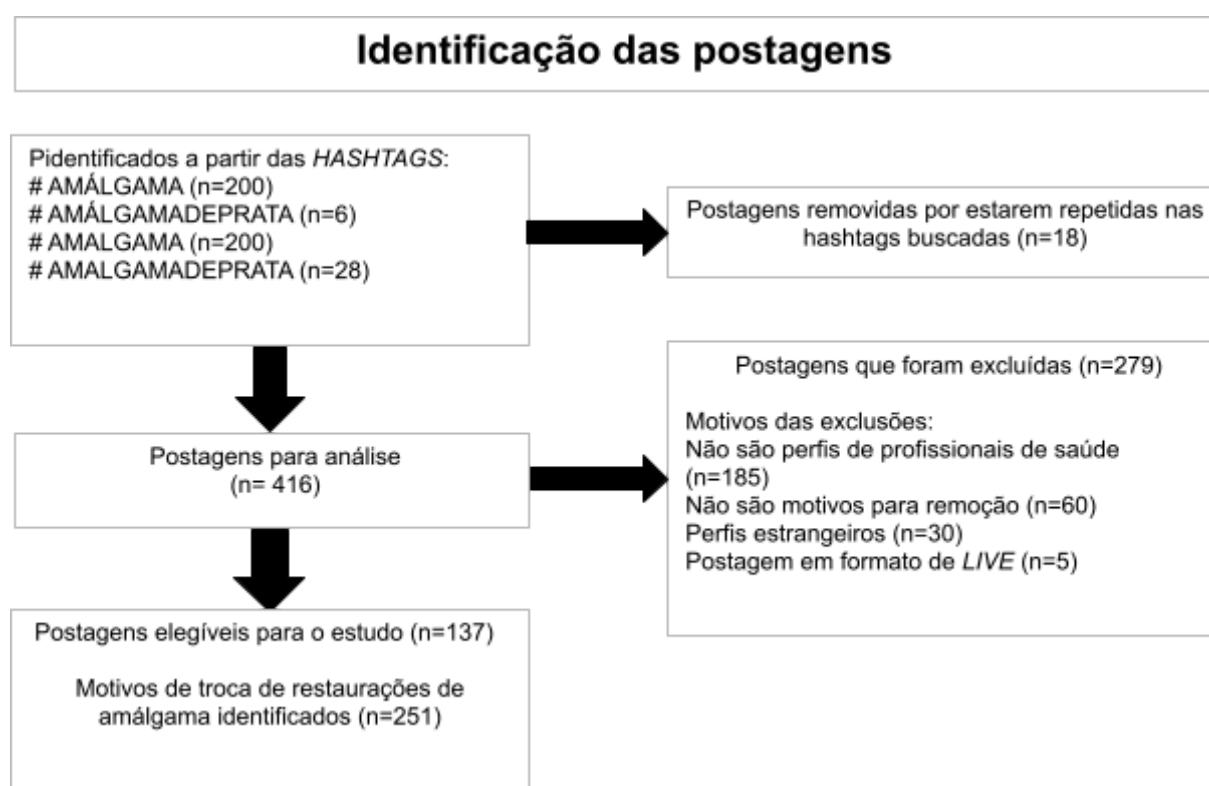 Identificação das postagens
Pidentificados a partir das HASHTAGS:
# AMÁLGAMA (n=200)
# AMÁLGAMADEPRATA (n=6)
# AMALGAMA (n=200)
# AMALGAMADEPRATA (n=28)
Postagens removidas por estarem repetidas nas
hashtags buscadas (n=18)
Postagens para análise
(n= 416)
Postagens que foram excluídas (n=279)
Motivos das exclusões:
Não são perfis de profissionais de saúde
(n=185)
Não são motivos para remoção (n=60)
Perfis estrangeiros (n=30)
Postagem em formato de LIVE (n=5)
Postagens elegíveis para o estudo (n=137)
Motivos de troca de restaurações de
amálgama identificados (n=251)